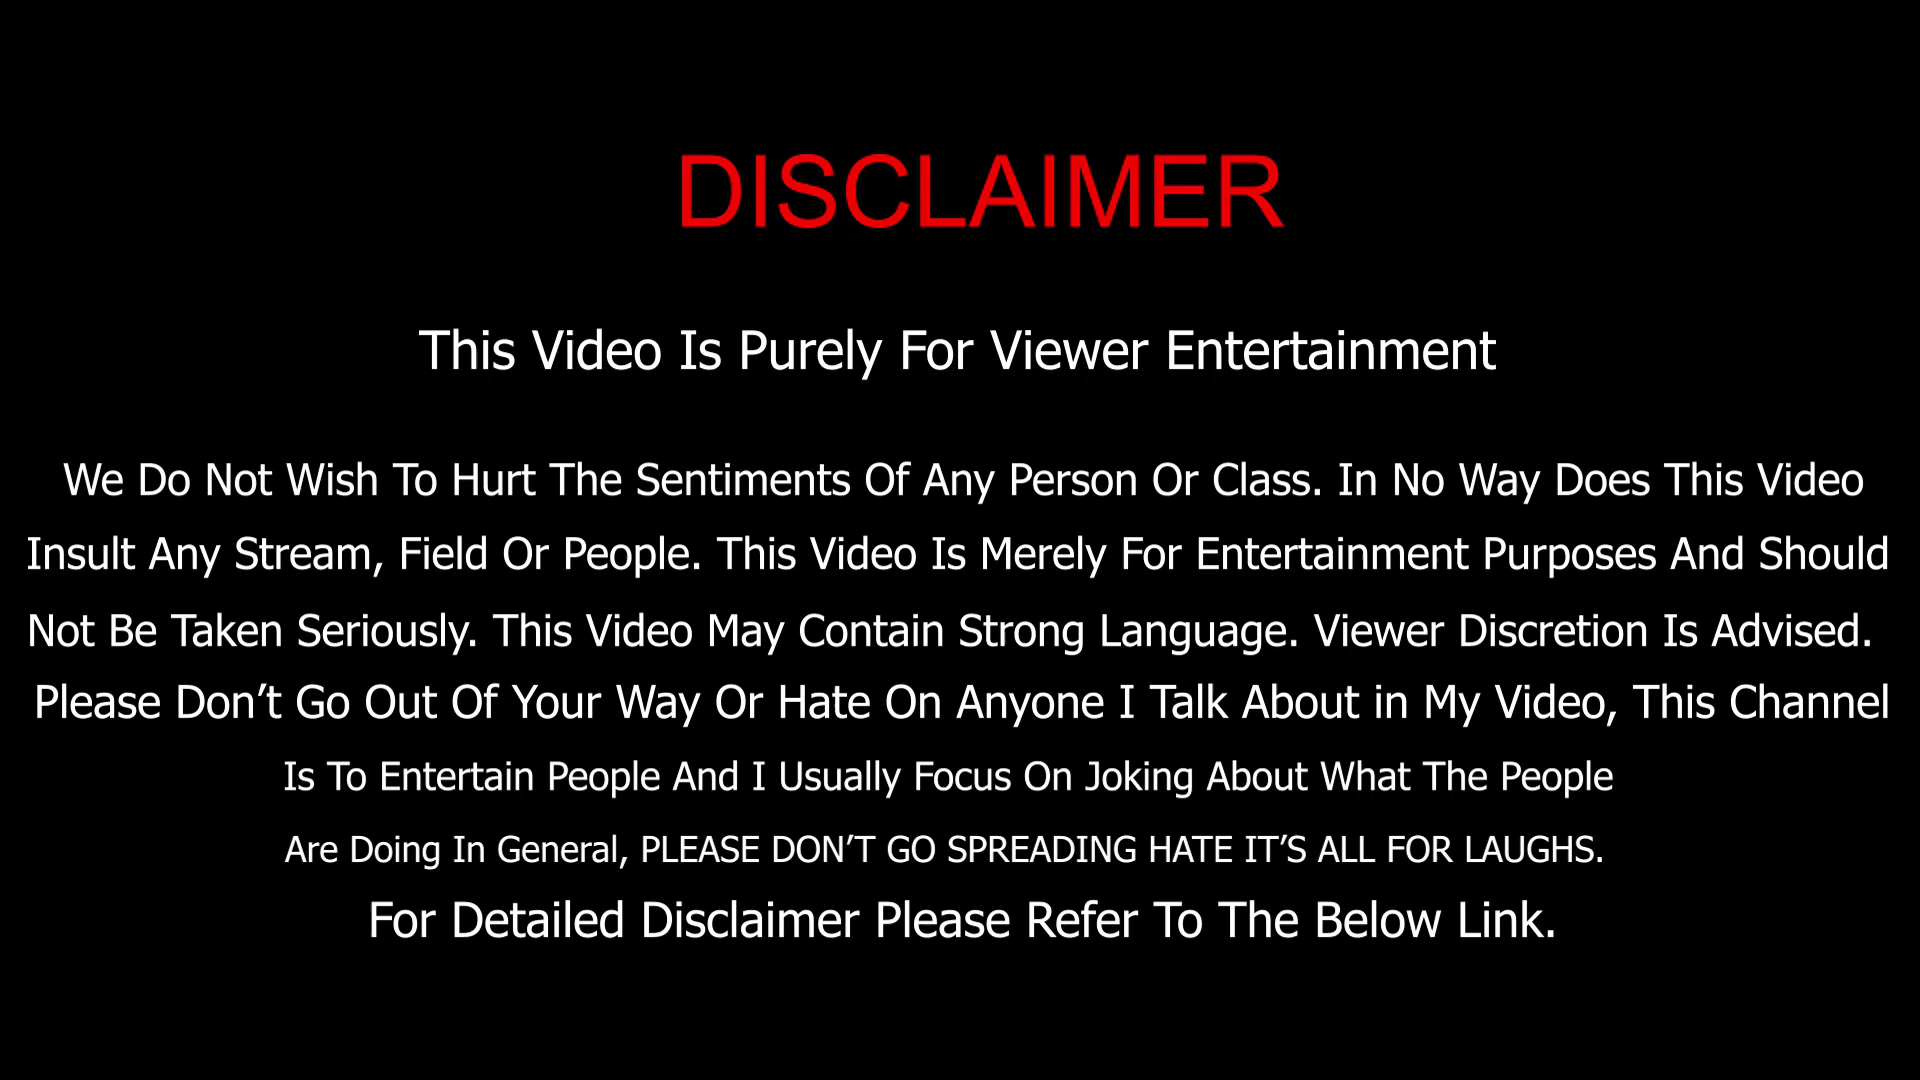 DISCLAIMER
This Video Is Purely For Viewer Entertainment
We Do Not Wish To Hurt The Sentiments Of Any Person Or Class. In No Way Does This Video
Insult Any Stream, Field Or People. This Video Is Merely For Entertainment Purposes And Should
Not Be Taken Seriously. This Video May Contain Strong Language. Viewer Discretion Is Advised.
Please Don’t Go Out Of Your Way Or Hate On Anyone I Talk About in My Video, This Channel
Is To Entertain People And I Usually Focus On Joking About What The People
Are Doing In General, PLEASE DON’T GO SPREADING HATE IT’S ALL FOR LAUGHS.
For Detailed Disclaimer Please Refer To The Below Link.